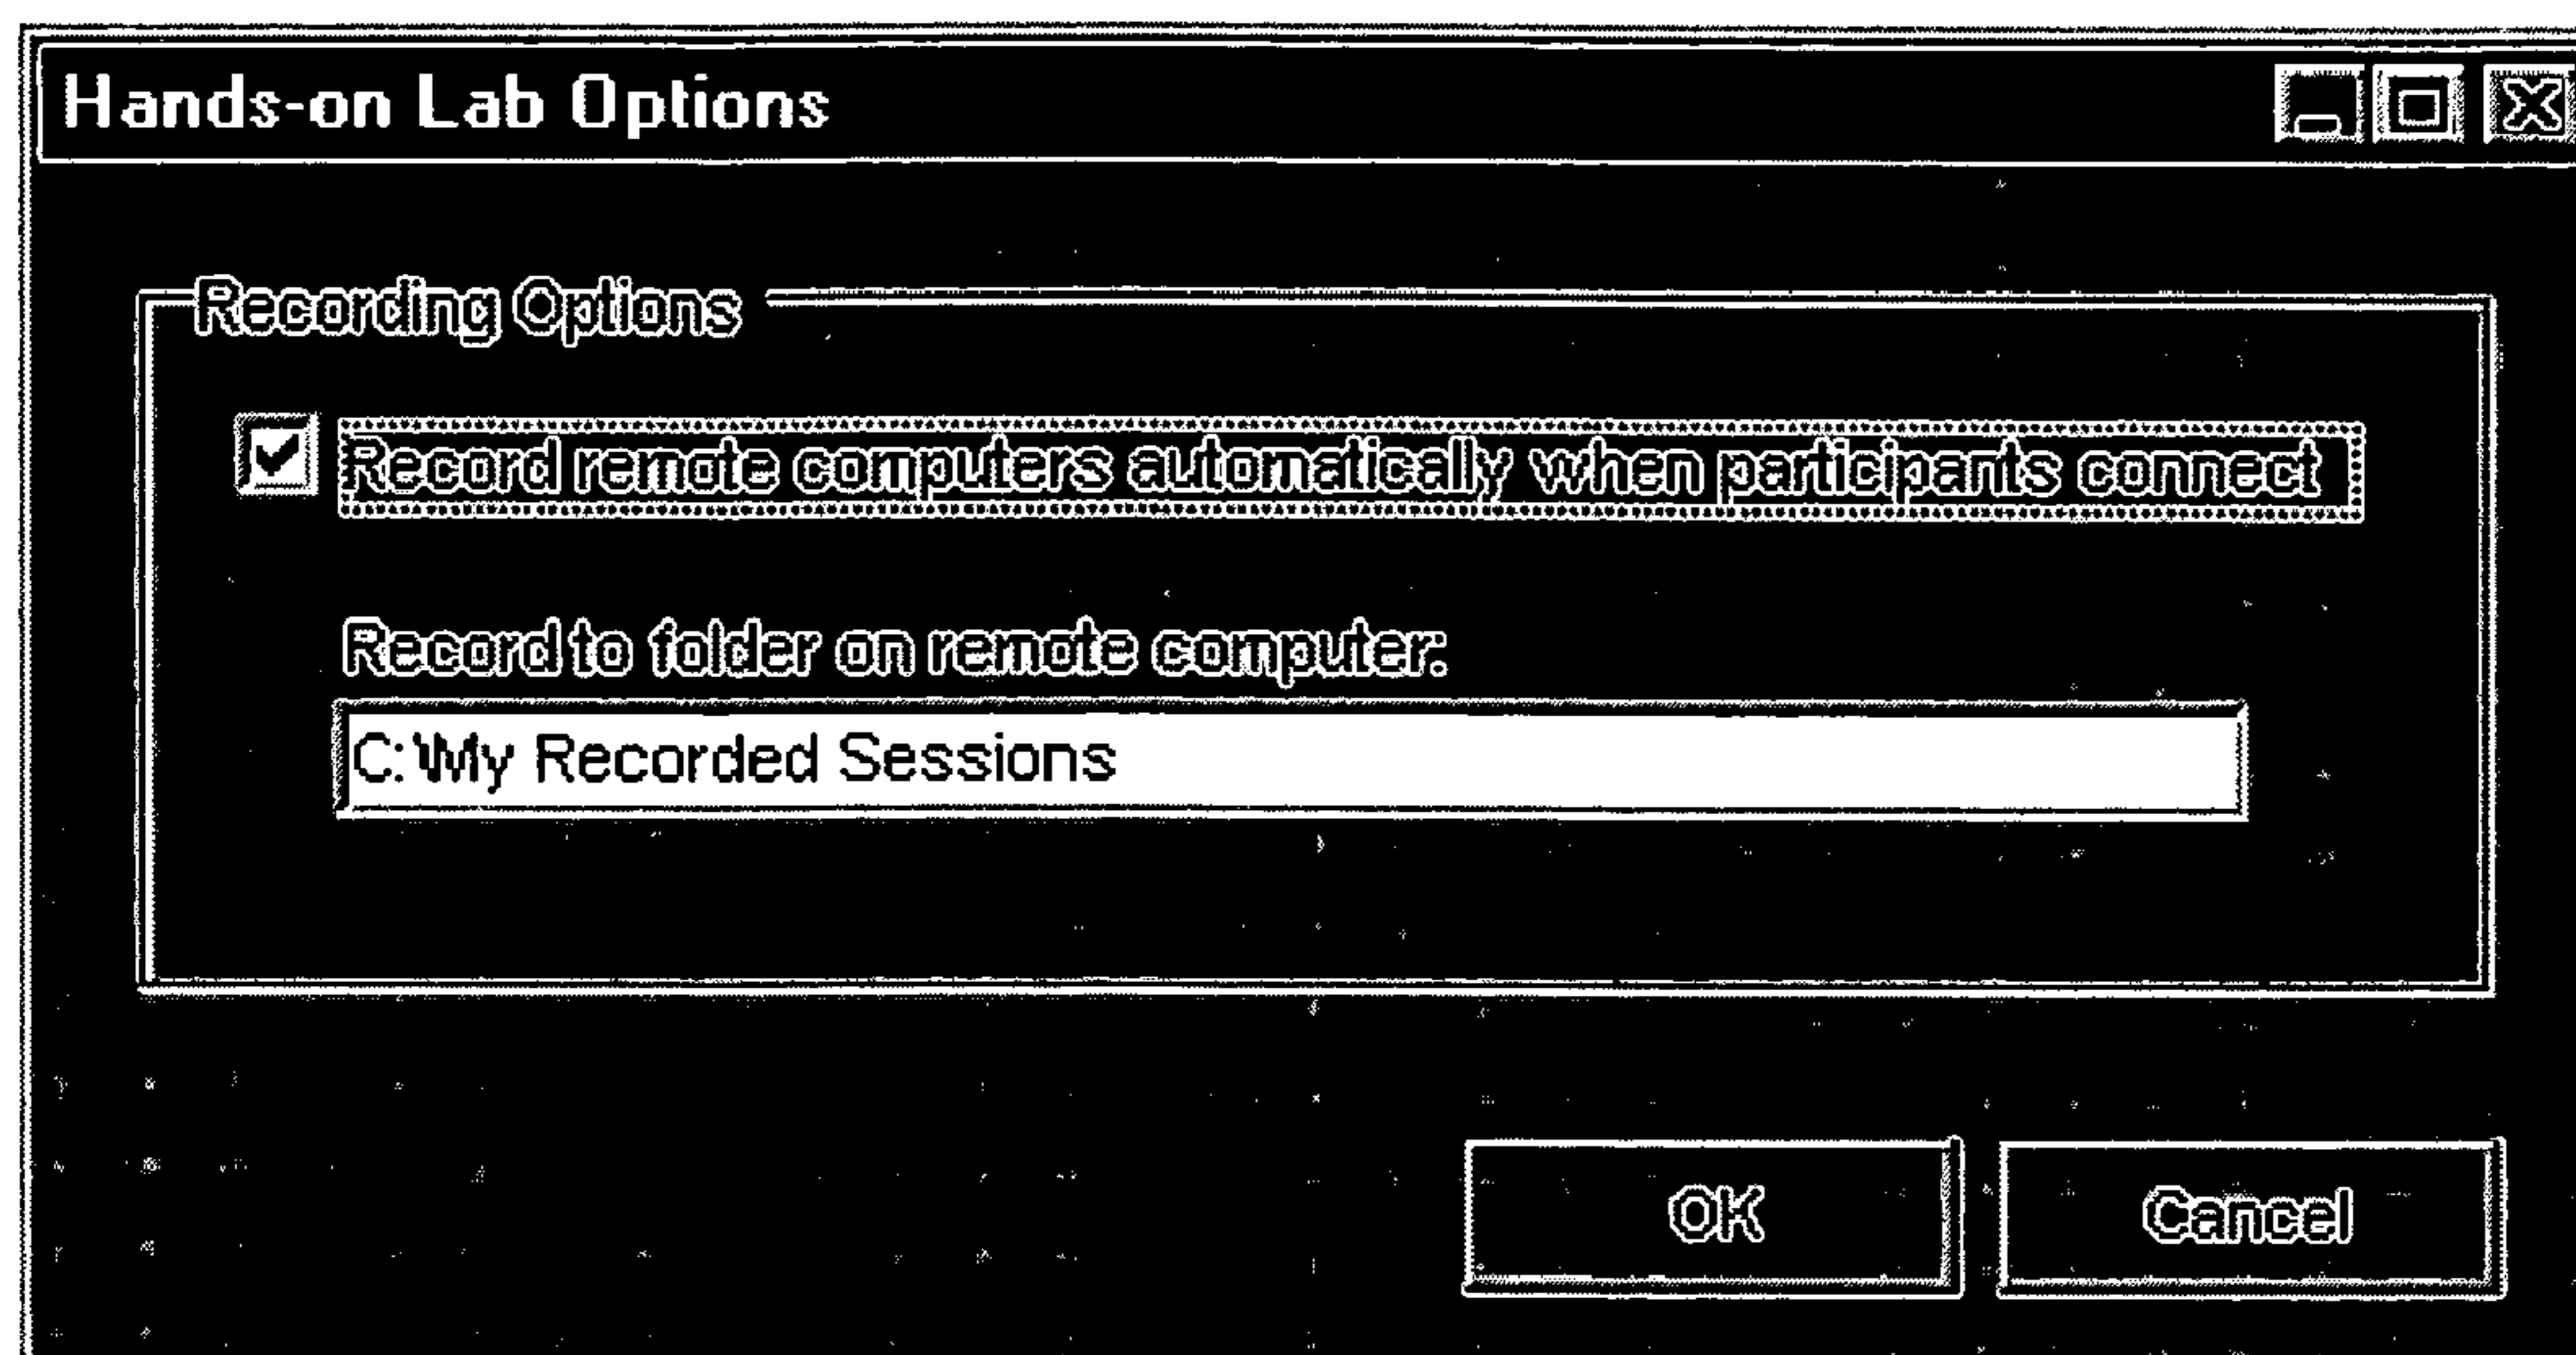 Hands-on Lab Options
Recording Options
Record remote computers automatically when participants connect
Record to folder on remote computer:
C:\My Recorded Sessions
OK
Cancel